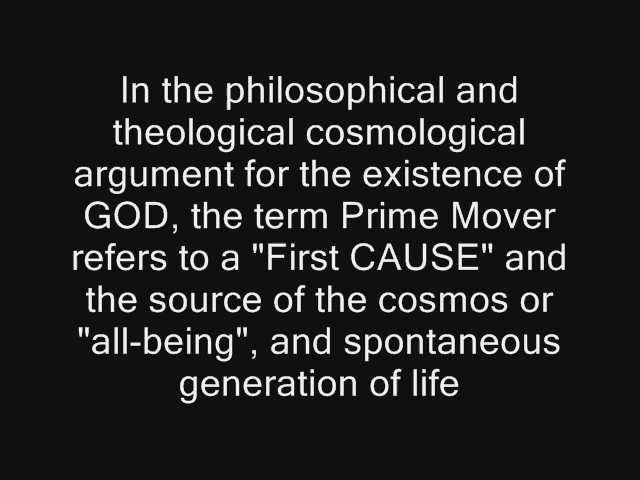 In the philosophical and
theological cosmological
argument for the existence of
GOD, the term Prime Mover
refers to a "First CAUSE" and
the source of the cosmos or
"all-being", and spontaneous
generation of life